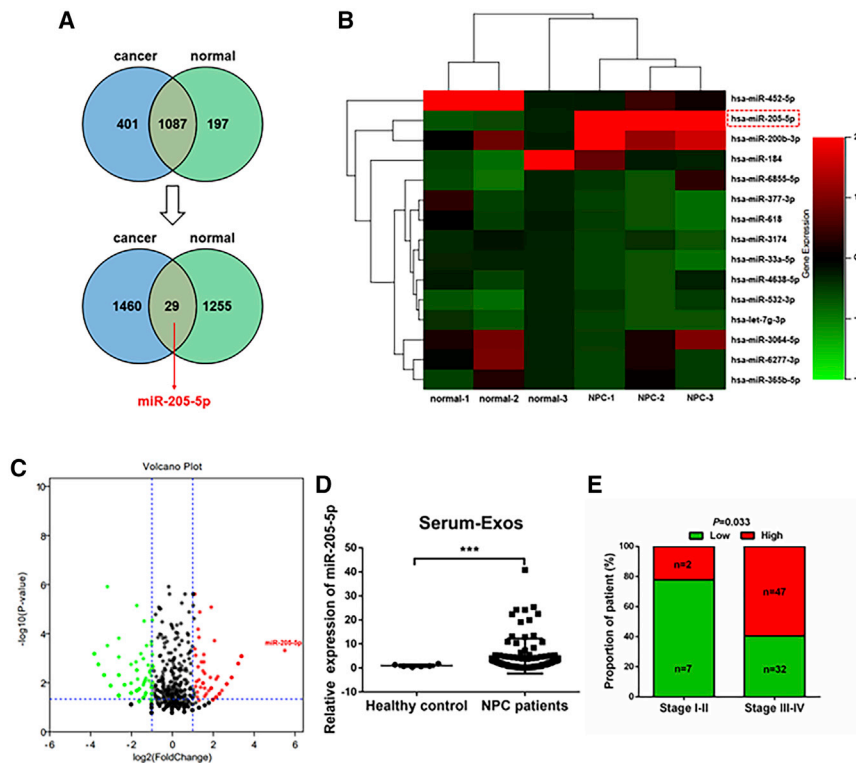 A
cancer normal
401 1087 197
cancer normal
1460 29 1255
miR-205-5p
B
hsa-miR-452-5p
hsa-miR-205-5p
hsa-miR-200b-3p
hsa-miR-184
hsa-miR-6855-5p
hsa-miR-377-3p
hsa-miR-618
hsa-miR-3174
hsa-miR-33a-5p
hsa-miR-4638-5p
hsa-miR-532-3p
hsa-let-7g-3p
hsa-miR-3064-5p
hsa-miR-6277-3p
hsa-miR-365b-5p
normal-1 normal-2 normal-3 NPC-1 NPC-2 NPC-3
Gene Expression
C
Volcano Plot
-log10(P-value)
10
8
6
4
2
0
miR-205-5p
-6 -4 -2 0 2 4 6
log2(FoldChange)
D
Serum-Exos
***
Relative expression of miR-205-5p
50
40
30
20
10
0
-10
Healthy control NPC patients
E
P=0.033
Low High
Proportion of patient (%)
100
80
60
40
20
0
n=2
n=47
n=7
n=32
Stage I-II Stage III-IV